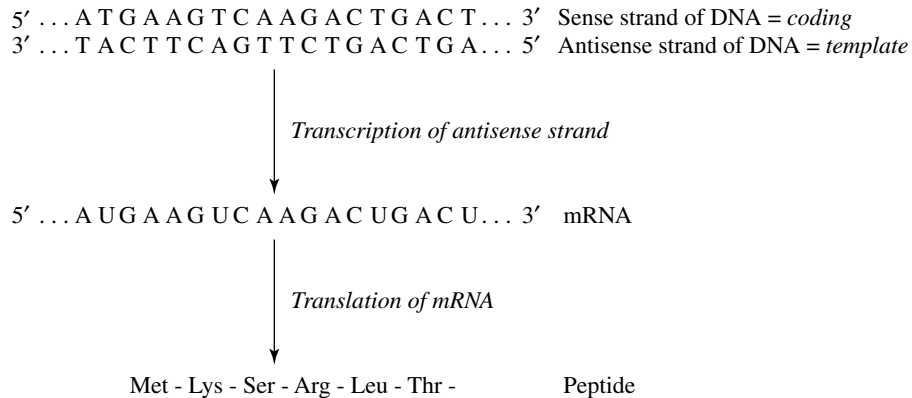 5′ . . . A T G A A G T C A A G A C T G A C T . . . 3′ Sense strand of DNA = coding
3′ . . . T A C T T C A G T T C T G A C T G A . . . 5′ Antisense strand of DNA = template
Transcription of antisense strand
5′ . . . A U G A A G U C A A G A C U G A C U . . . 3′ mRNA
Translation of mRNA
Met - Lys - Ser - Arg - Leu - Thr - Peptide